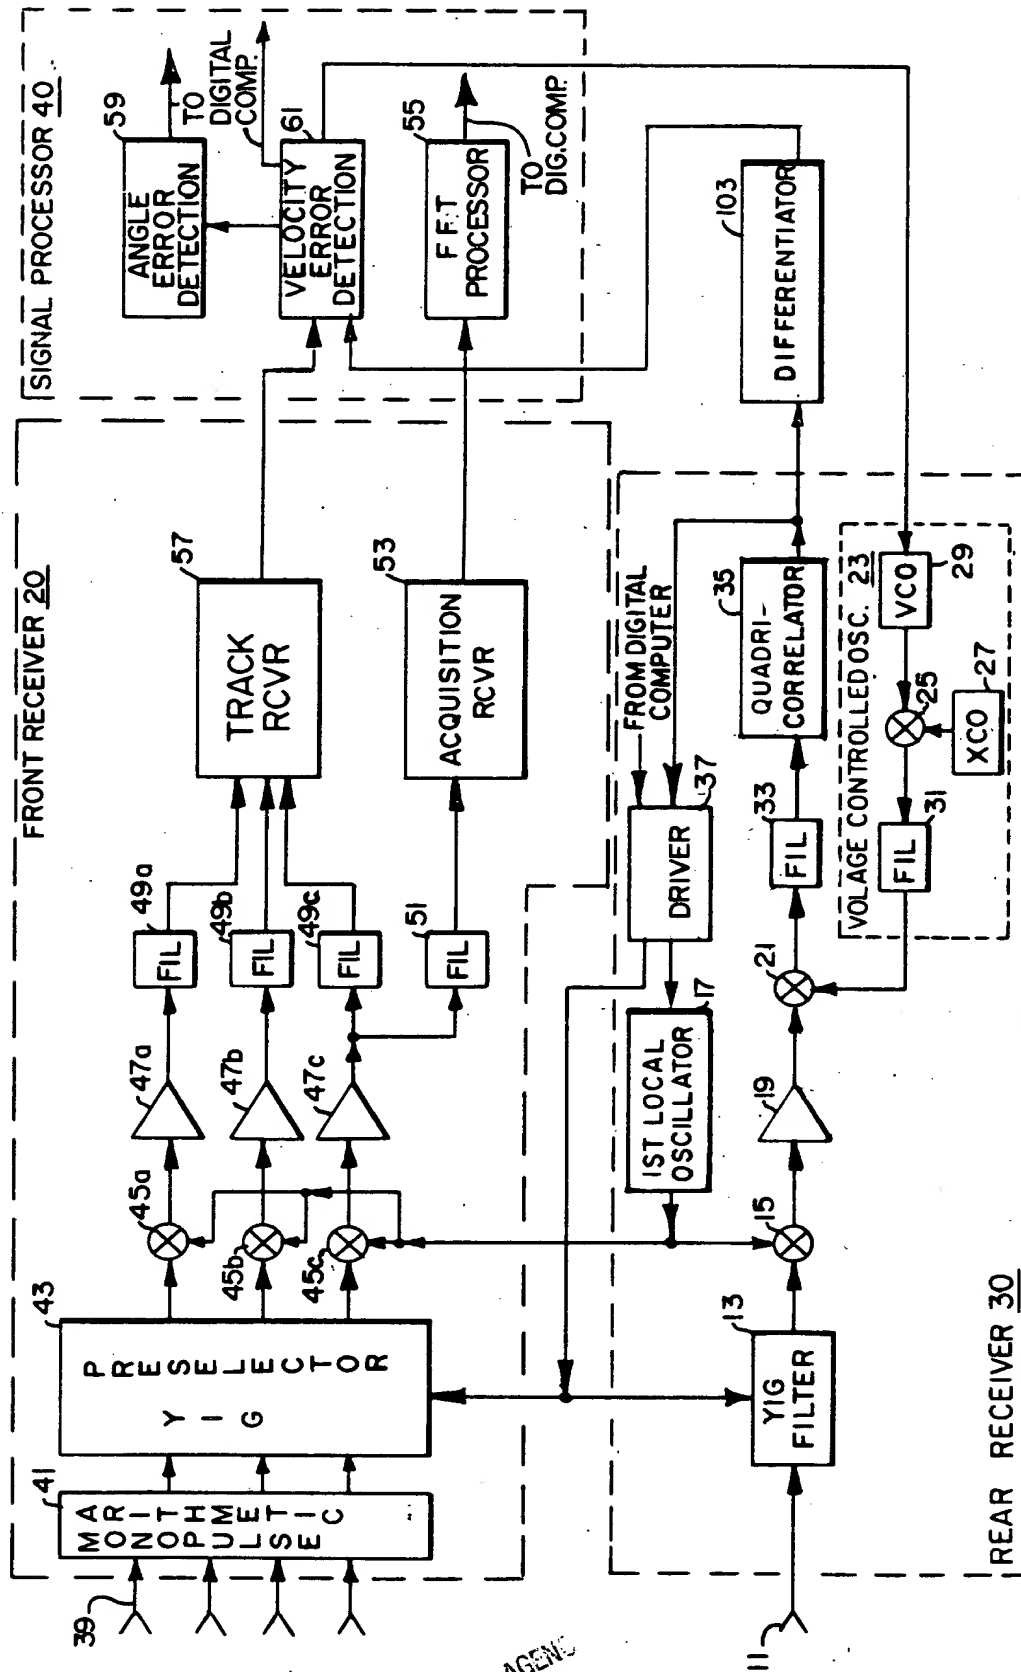 SIGNAL PROCESSOR 40
59
ANGLE
ERROR
DETECTION
TO
DIGITAL
COMP.
61
VELOCITY
ERROR
DETECTION
55
FFT
PROCESSOR
TO
DIG.COMP.
103
DIFFERENTIATOR
FRONT RECEIVER 20
57
TRACK
RCVR
53
ACQUISITION
RCVR
49a
FIL
49b
FIL
49c
FIL
51
FIL
47a
47b
47c
45a
45b
45c
43
PRESELECTOR
YIG
41
MONOPULSE
ARITHMETIC
39
FROM DIGITAL
COMPUTER
37
DRIVER
17
1ST LOCAL
OSCILLATOR
35
QUADRI-
CORRELATOR
33
FIL
21
19
15
13
YIG
FILTER
11
VOLAGE CONTROLLED OSC. 23
VCO
29
25
27
XCO
31
FIL
REAR RECEIVER 30